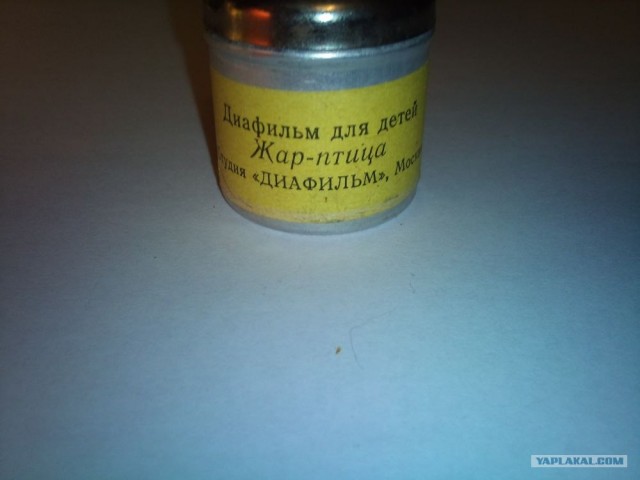 Диафильм для детей
Жар-птица
«ДИАФИЛЬМ»,
YAPLAKAL.COM